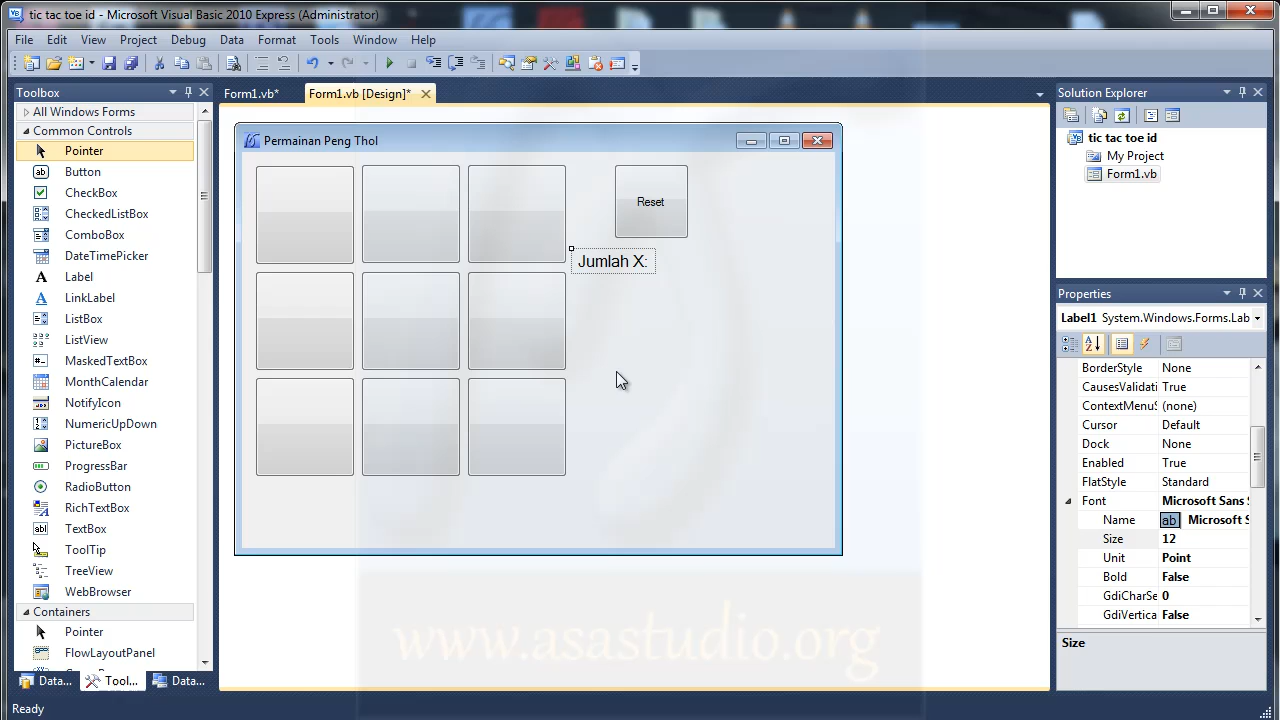 tic tac toe id - Microsoft Visual Basic 2010 Express (Administrator)
File Edit View Project Debug Data Format Tools Window Help
Toolbox
Form1.vb*
Form1.vb [Design]*
Solution Explorer
All Windows Forms
Common Controls
Pointer
Button
CheckBox
CheckedListBox
ComboBox
DateTimePicker
Label
LinkLabel
ListBox
ListView
MaskedTextBox
MonthCalendar
NotifyIcon
NumericUpDown
PictureBox
ProgressBar
RadioButton
RichTextBox
TextBox
ToolTip
TreeView
WebBrowser
Containers
Pointer
FlowLayoutPanel
Data...
Tool...
Data...
Permainan Peng Thol
Reset
Jumlah X:
www.asastudio.org
tic tac toe id
My Project
Form1.vb
Properties
Label1 System.Windows.Forms.Lab
BorderStyle None
CausesValidati True
ContextMenuS (none)
Cursor Default
Dock None
Enabled True
FlatStyle Standard
Font Microsoft Sans S
Name ab Microsoft S
Size 12
Unit Point
Bold False
GdiCharSe 0
GdiVertica False
Size
Ready